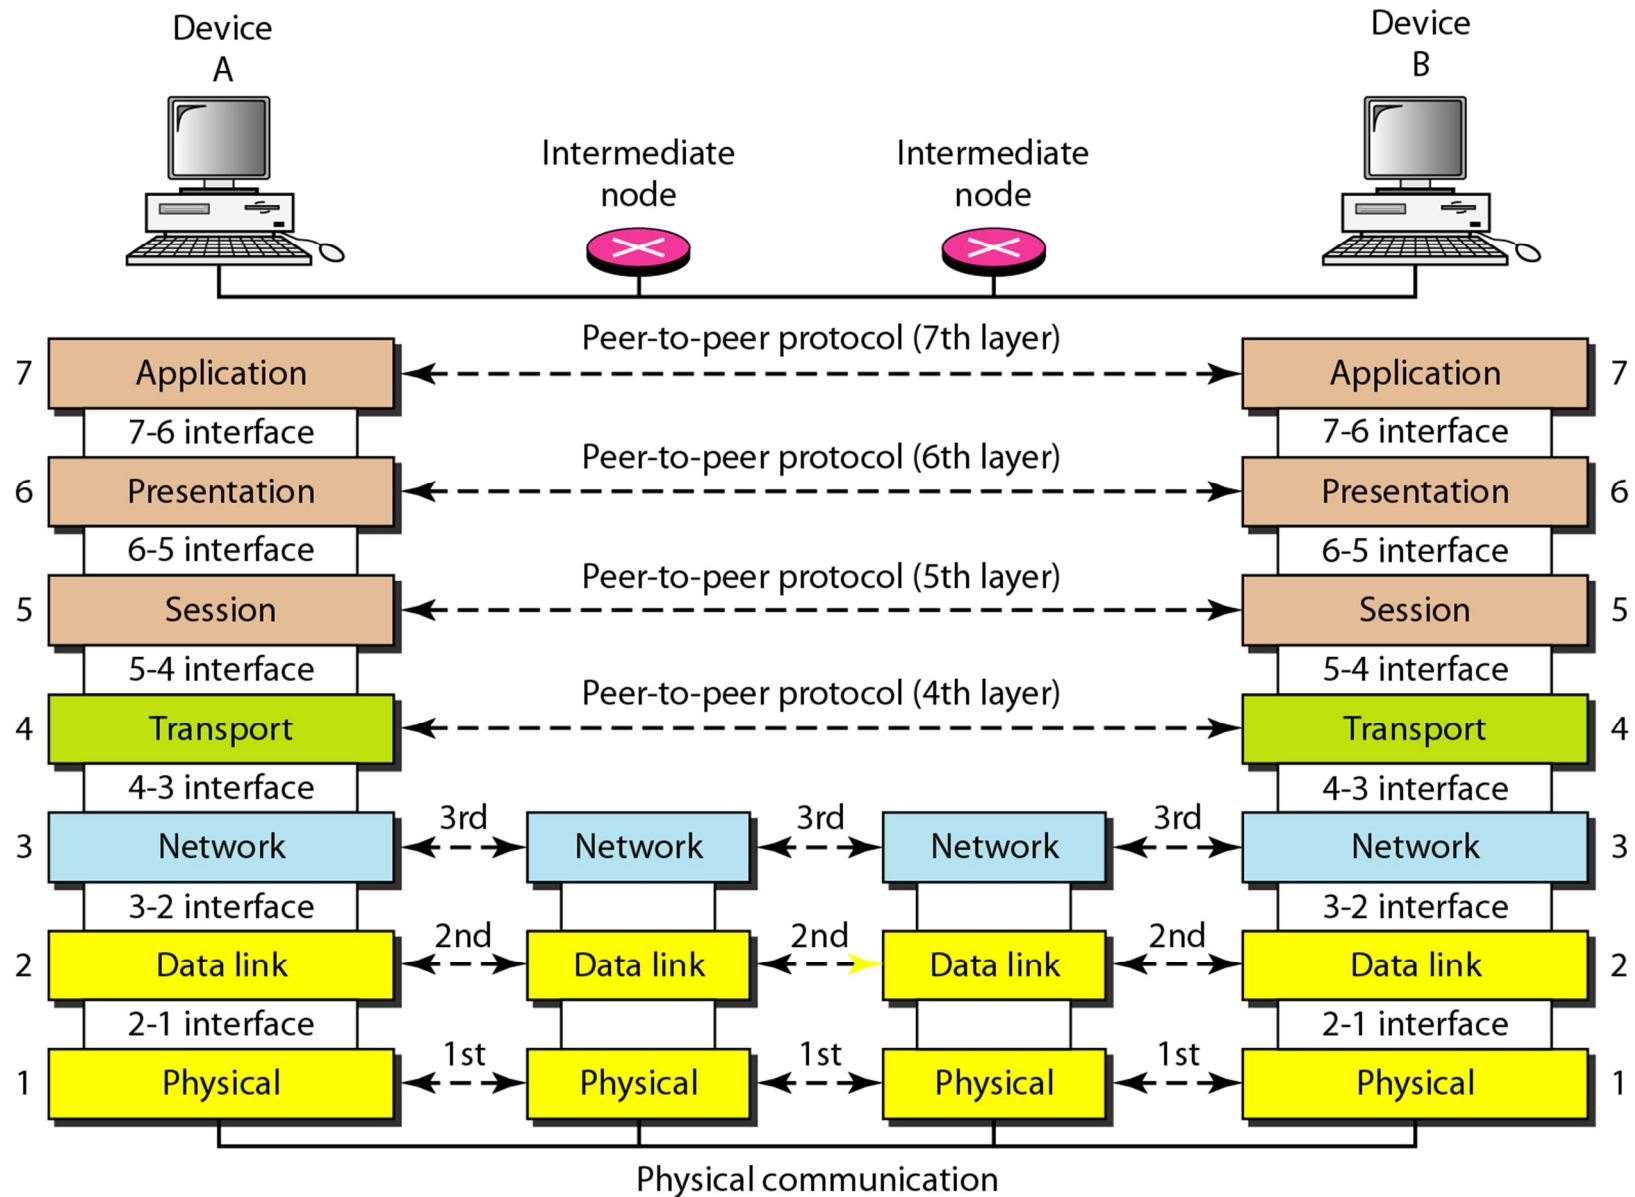 Device
A
Device
B
Intermediate
node
Intermediate
node
Peer-to-peer protocol (7th layer)
7 Application Application 7
7-6 interface 7-6 interface
Peer-to-peer protocol (6th layer)
6 Presentation Presentation 6
6-5 interface 6-5 interface
Peer-to-peer protocol (5th layer)
5 Session Session 5
5-4 interface 5-4 interface
Peer-to-peer protocol (4th layer)
4 Transport Transport 4
4-3 interface 4-3 interface
3rd 3rd 3rd
3 Network Network Network Network 3
3-2 interface 3-2 interface
2nd 2nd 2nd
2 Data link Data link Data link Data link 2
2-1 interface 2-1 interface
1st 1st 1st
1 Physical Physical Physical Physical 1
Physical communication